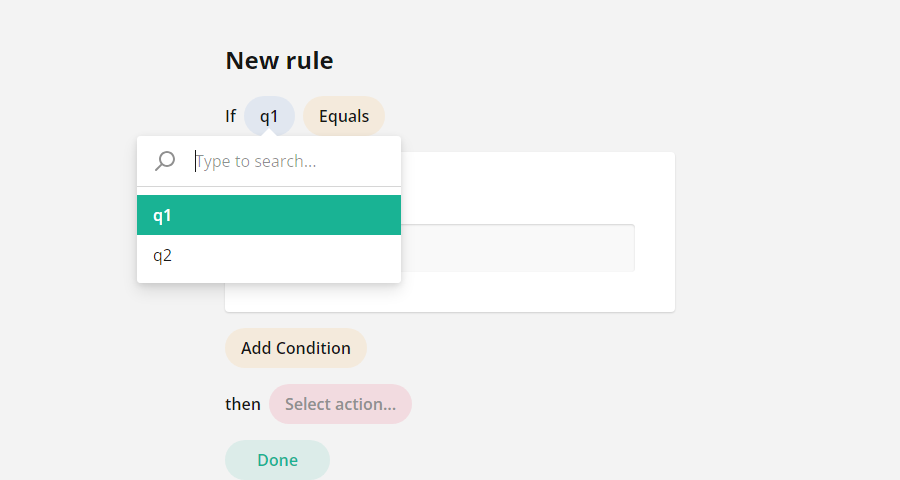 New rule
If q1 Equals
Type to search...
q1
q2
Add Condition
then Select action...
Done